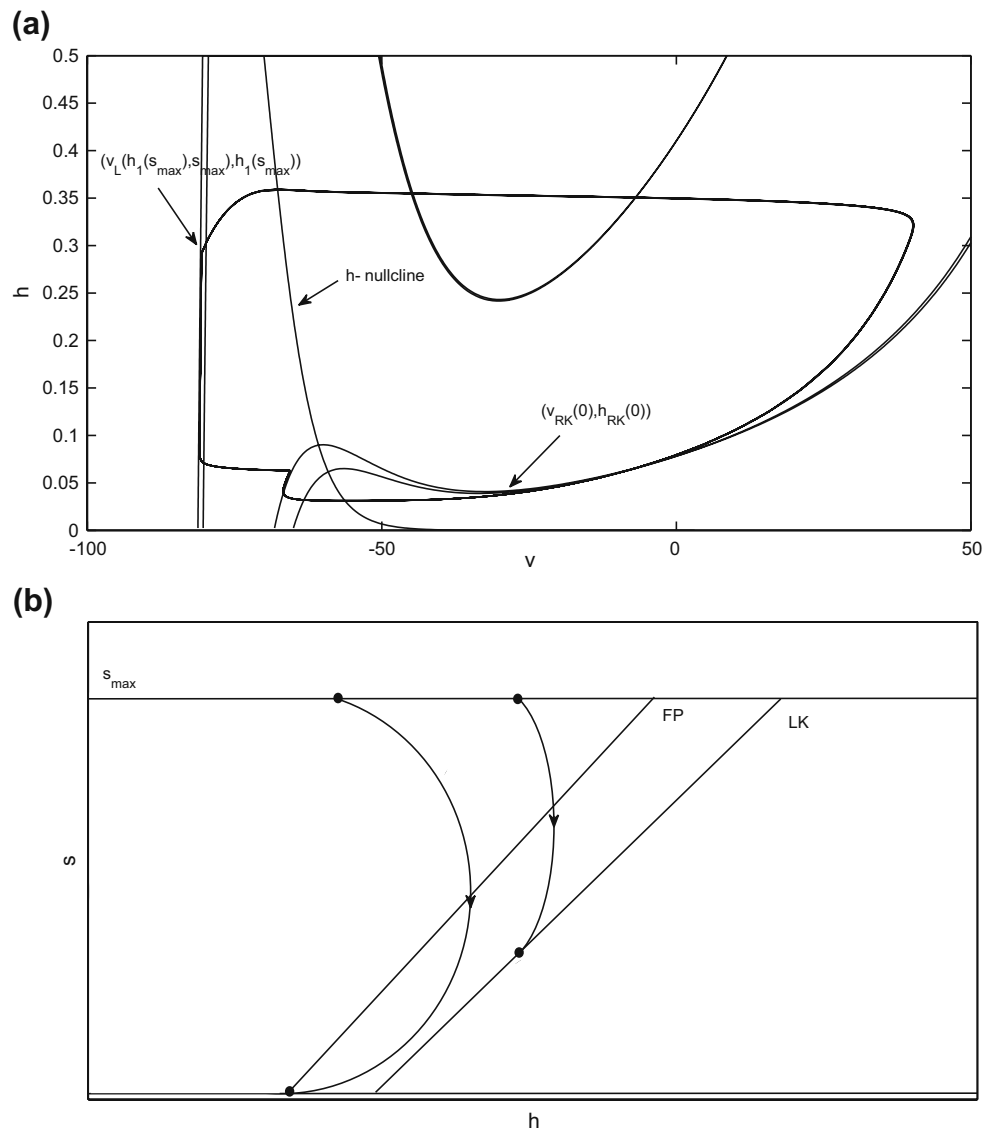 (a)
0.5
0.45
0.4
0.35
0.3
0.25
0.2
0.15
0.1
0.05
0
h
(v_L(h_1(s_max),s_max),h_1(s_max))
h- nullcline
(v_RK(0),h_RK(0))
-100
-50
0
50
v
(b)
s_max
FP
LK
s
h